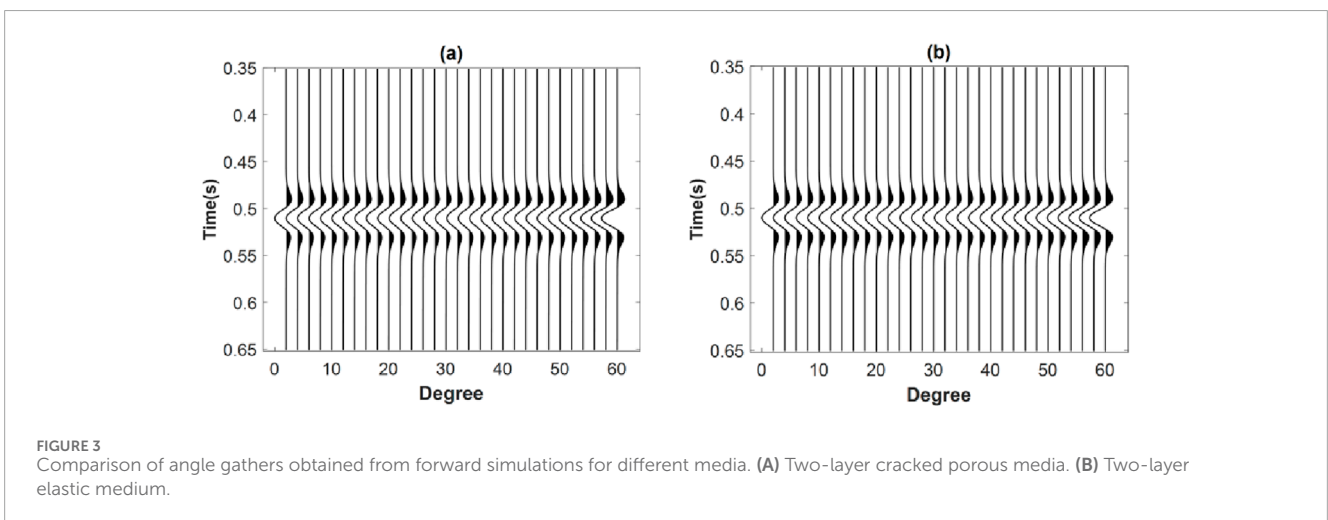 (a)
0.35
0.4
0.45
0.5
0.55
0.6
0.65
Time(s)
0 10 20 30 40 50 60
Degree
(b)
0.35
0.4
0.45
0.5
0.55
0.6
0.65
Time(s)
0 10 20 30 40 50 60
Degree
FIGURE 3
Comparison of angle gathers obtained from forward simulations for different media. (A) Two-layer cracked porous media. (B) Two-layer
elastic medium.